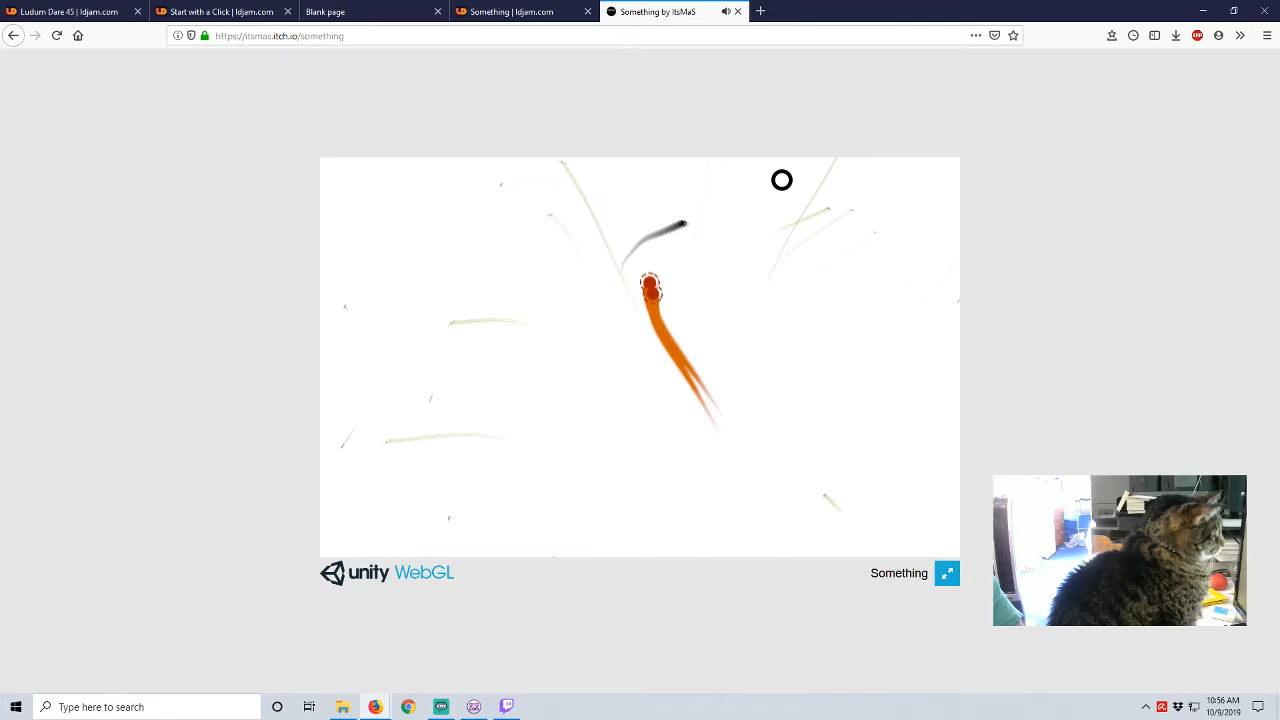 Ludum Dare 45 | ldjam.com
Start with a Click | ldjam.com
Blank page
Something | ldjam.com
Something by ItsMaS
https://itsmas.itch.io/something
ABP
unity WebGL
Something
Type here to search
10:56 AM
10/9/2019